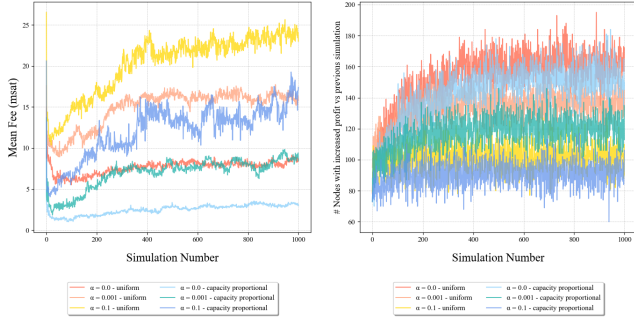 Mean Fee (msat)
25
20
15
10
5
0
0
200
400
600
800
1000
Simulation Number
α = 0.0 - uniform
α = 0.0 - capacity proportional
α = 0.001 - uniform
α = 0.001 - capacity proportional
α = 0.1 - uniform
α = 0.1 - capacity proportional
# Nodes with increased profit vs previous simulation
200
180
160
140
120
100
80
60
0
200
400
600
800
1000
Simulation Number
α = 0.0 - uniform
α = 0.0 - capacity proportional
α = 0.001 - uniform
α = 0.001 - capacity proportional
α = 0.1 - uniform
α = 0.1 - capacity proportional